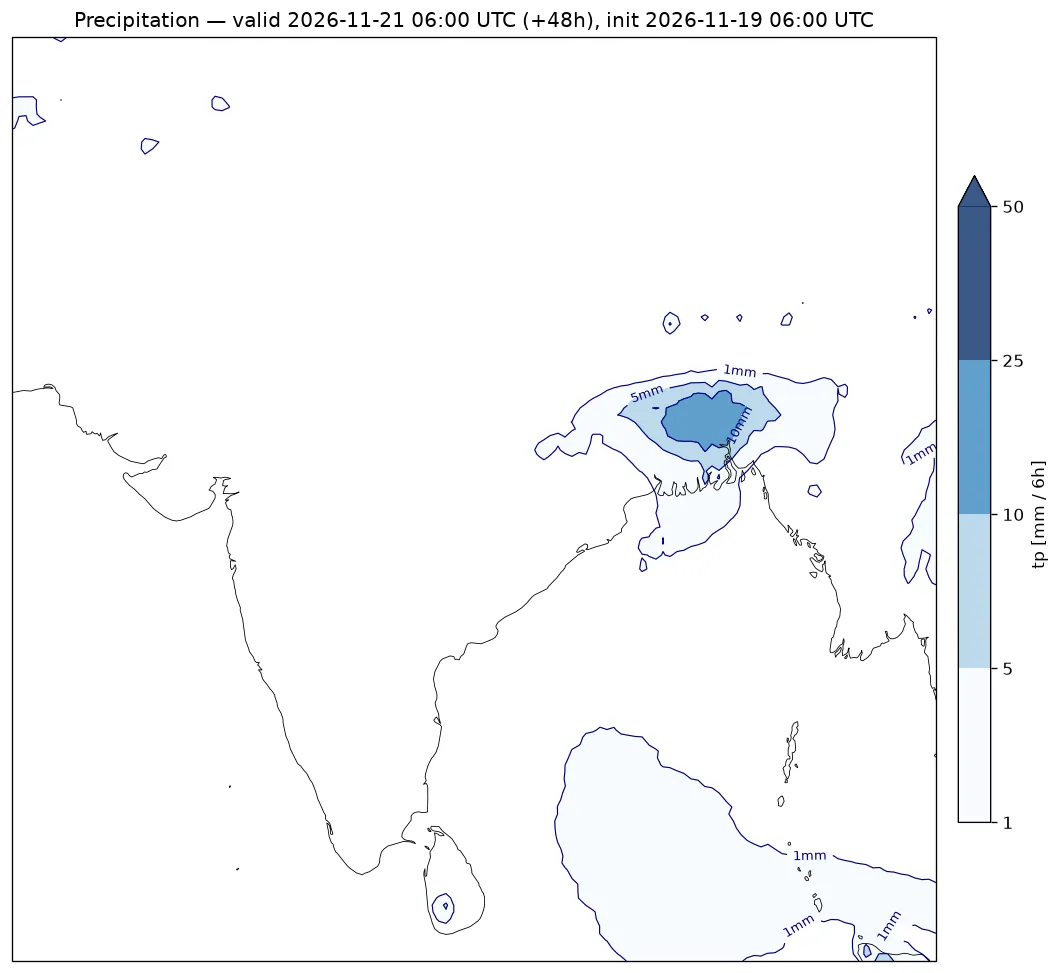 Precipitation — valid 2026-11-21 06:00 UTC (+48h), init 2026-11-19 06:00 UTC
50
25
10
5
1
tp [mm / 6h]
1mm
5mm
10mm
1mm
1mm
1mm
1mm